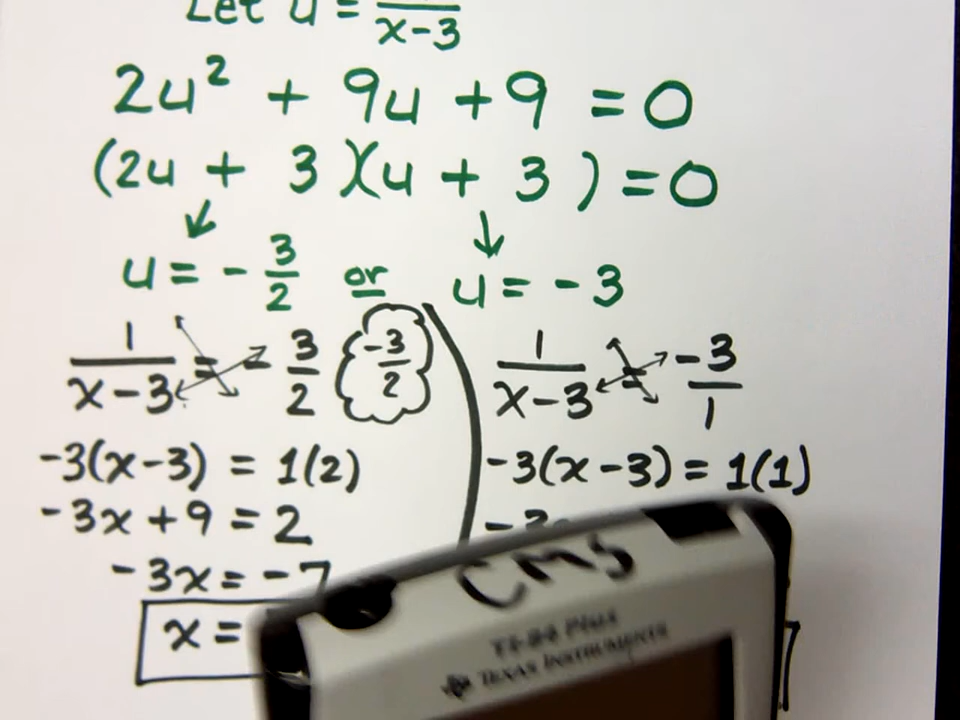 Let u = 1/(x-3)
2u² + 9u + 9 = 0
(2u + 3)(u + 3) = 0
u = -3/2 or u = -3
1/(x-3) = -3/2 -3/2
-3(x-3) = 1(2)
-3x + 9 = 2
-3x = -7
x =
1/(x-3) = -3/1
-3(x-3) = 1(1)
CMS
TI-84 Plus
TEXAS INSTRUMENTS